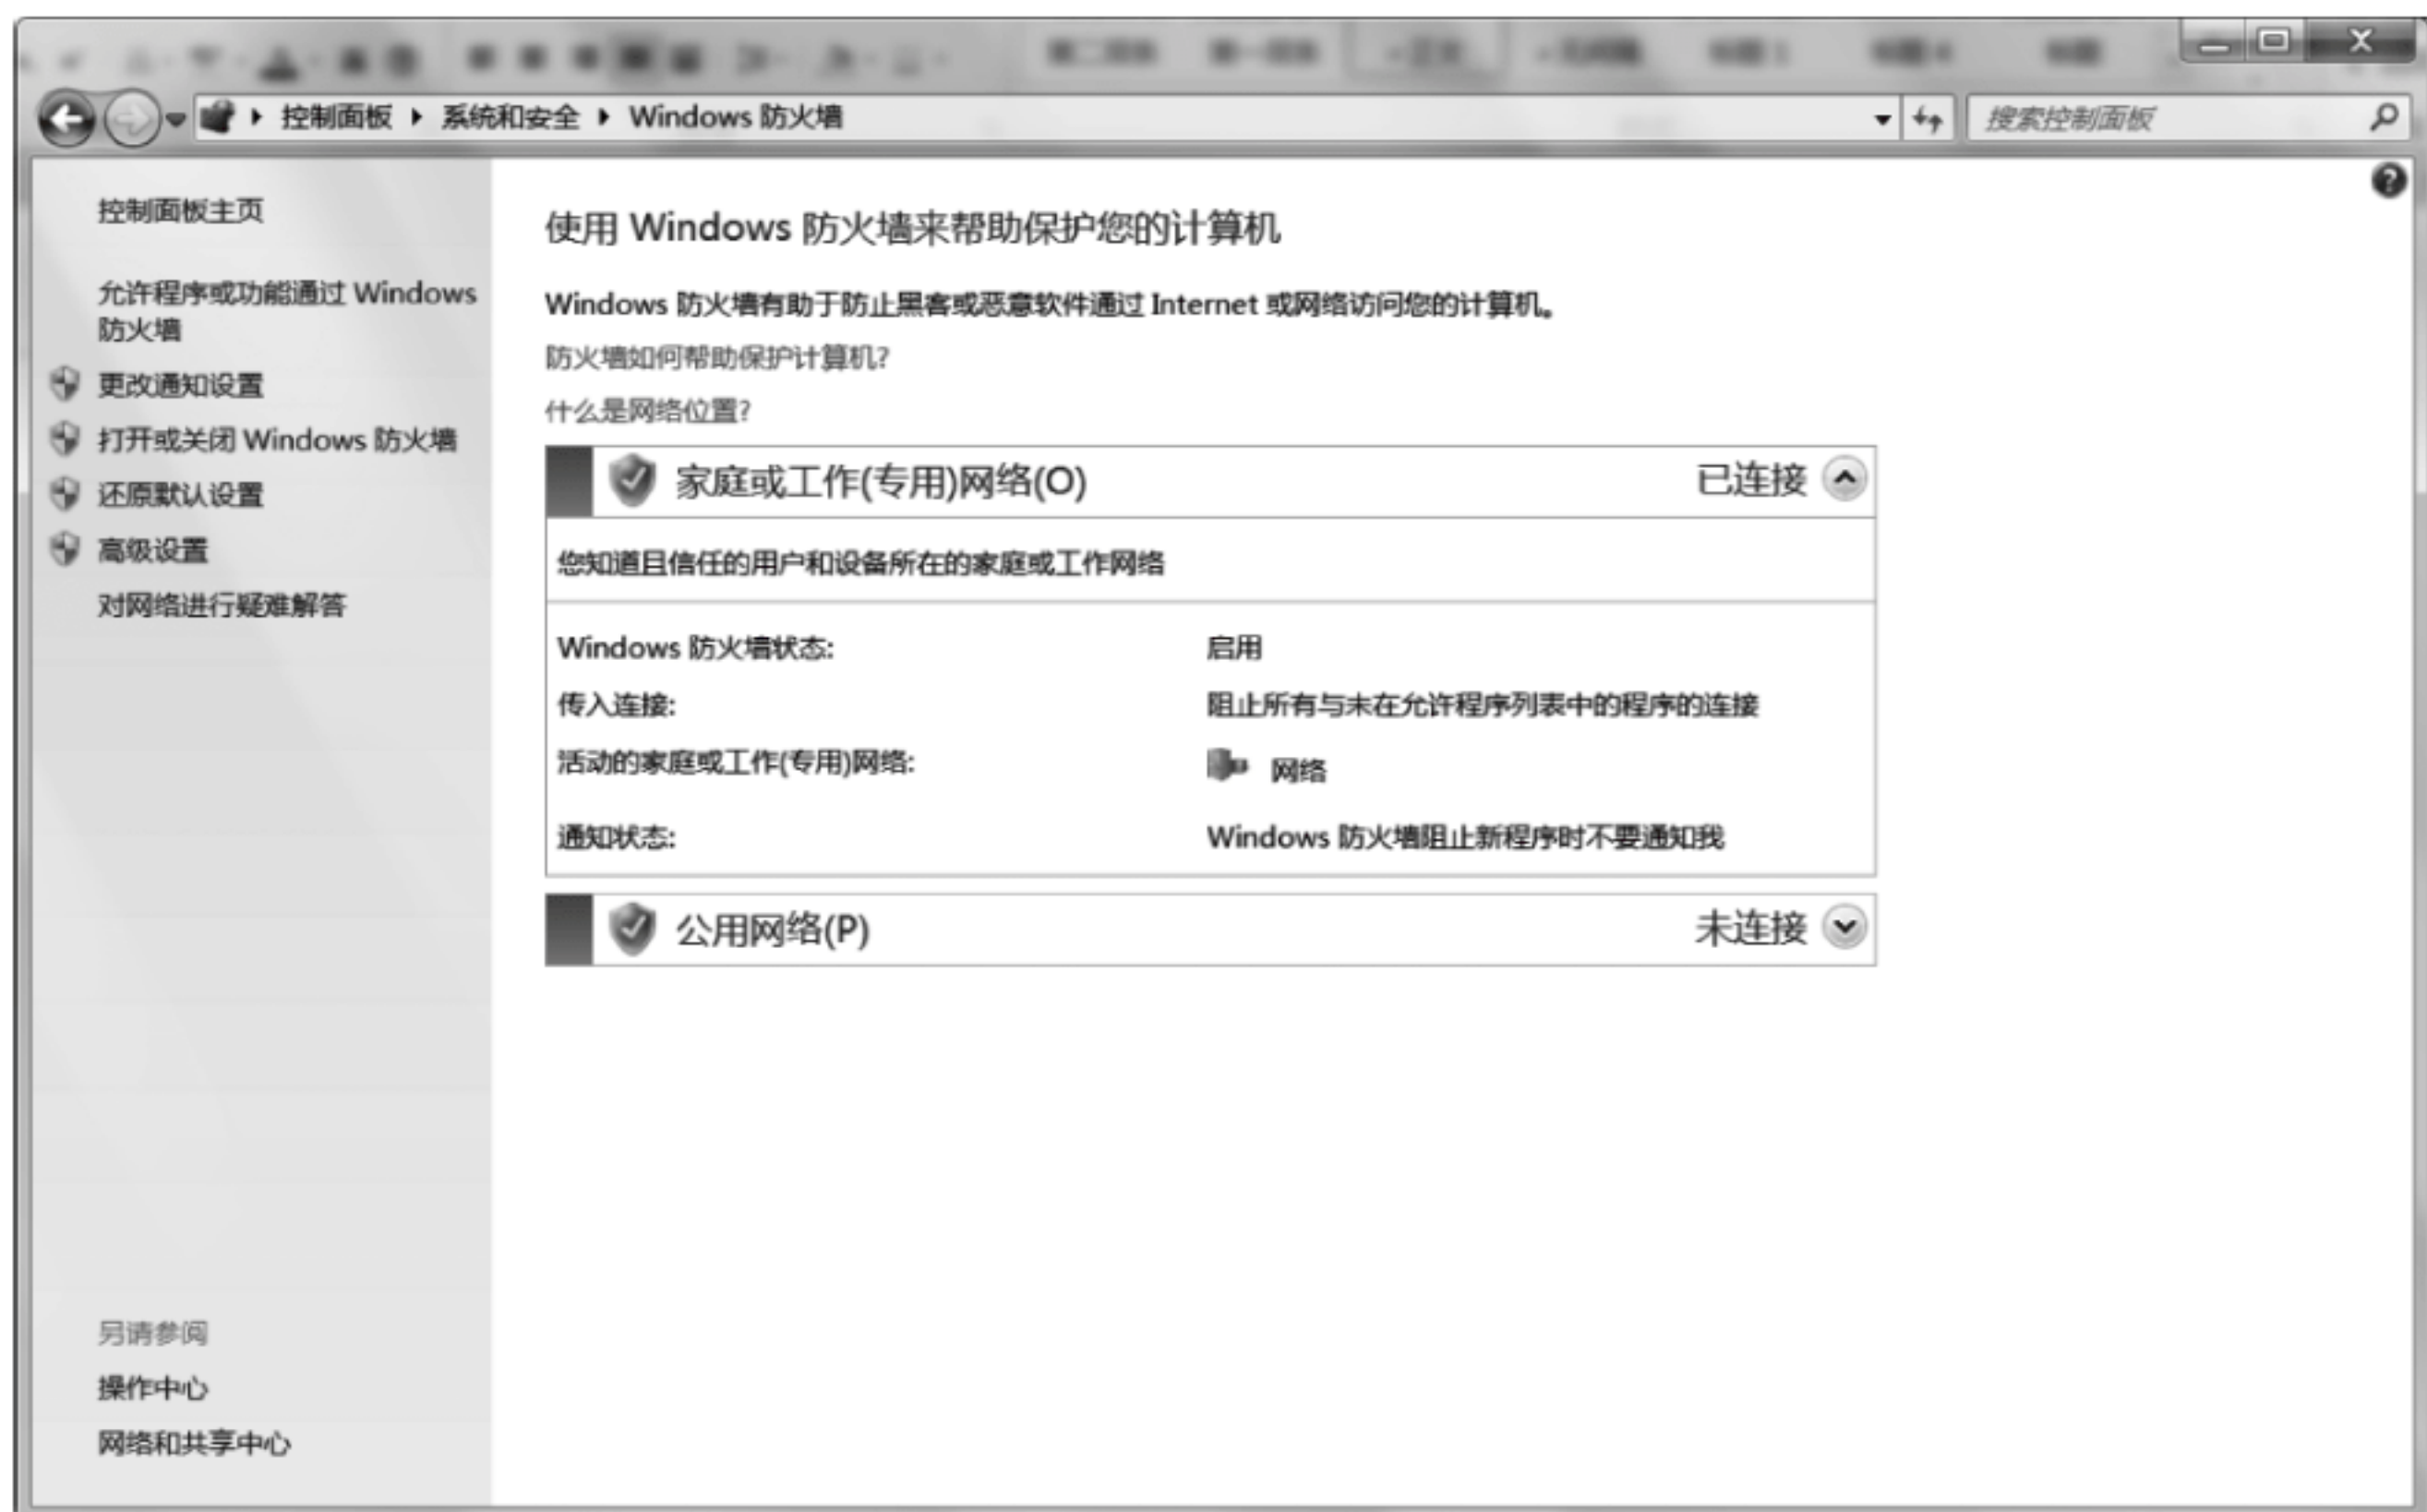 控制面板 系统和安全 Windows 防火墙
搜索控制面板
控制面板主页
允许程序或功能通过 Windows
防火墙
更改通知设置
打开或关闭 Windows 防火墙
还原默认设置
高级设置
对网络进行疑难解答
另请参阅
操作中心
网络和共享中心
使用 Windows 防火墙来帮助保护您的计算机
Windows 防火墙有助于防止黑客或恶意软件通过 Internet 或网络访问您的计算机。
防火墙如何帮助保护计算机?
什么是网络位置?
家庭或工作(专用)网络(O) 已连接
您知道且信任的用户和设备所在的家庭或工作网络
Windows 防火墙状态: 启用
传入连接: 阻止所有与未在允许程序列表中的程序的连接
活动的家庭或工作(专用)网络: 网络
通知状态: Windows 防火墙阻止新程序时不要通知我
公用网络(P) 未连接